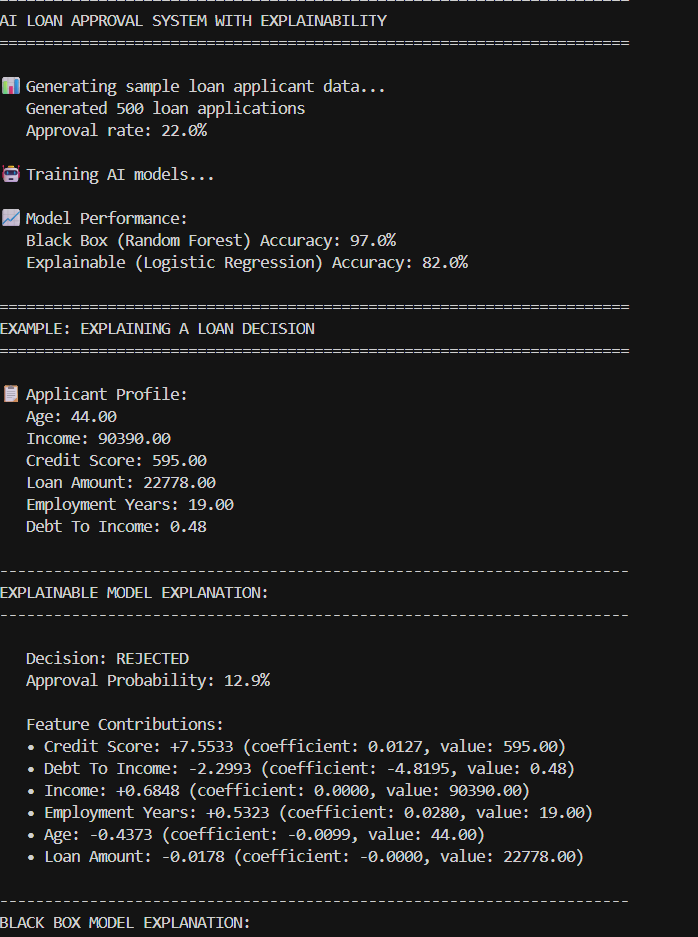 ======================================================================
AI LOAN APPROVAL SYSTEM WITH EXPLAINABILITY
======================================================================
📊 Generating sample loan applicant data...
Generated 500 loan applications
Approval rate: 22.0%
🤖 Training AI models...
📈 Model Performance:
Black Box (Random Forest) Accuracy: 97.0%
Explainable (Logistic Regression) Accuracy: 82.0%
======================================================================
EXAMPLE: EXPLAINING A LOAN DECISION
======================================================================
📋 Applicant Profile:
Age: 44.00
Income: 90390.00
Credit Score: 595.00
Loan Amount: 22778.00
Employment Years: 19.00
Debt To Income: 0.48
----------------------------------------------------------------------
EXPLAINABLE MODEL EXPLANATION:
----------------------------------------------------------------------
Decision: REJECTED
Approval Probability: 12.9%
Feature Contributions:
• Credit Score: +7.5533 (coefficient: 0.0127, value: 595.00)
• Debt To Income: -2.2993 (coefficient: -4.8195, value: 0.48)
• Income: +0.6848 (coefficient: 0.0000, value: 90390.00)
• Employment Years: +0.5323 (coefficient: 0.0280, value: 19.00)
• Age: -0.4373 (coefficient: -0.0099, value: 44.00)
• Loan Amount: -0.0178 (coefficient: -0.0000, value: 22778.00)
----------------------------------------------------------------------
BLACK BOX MODEL EXPLANATION: